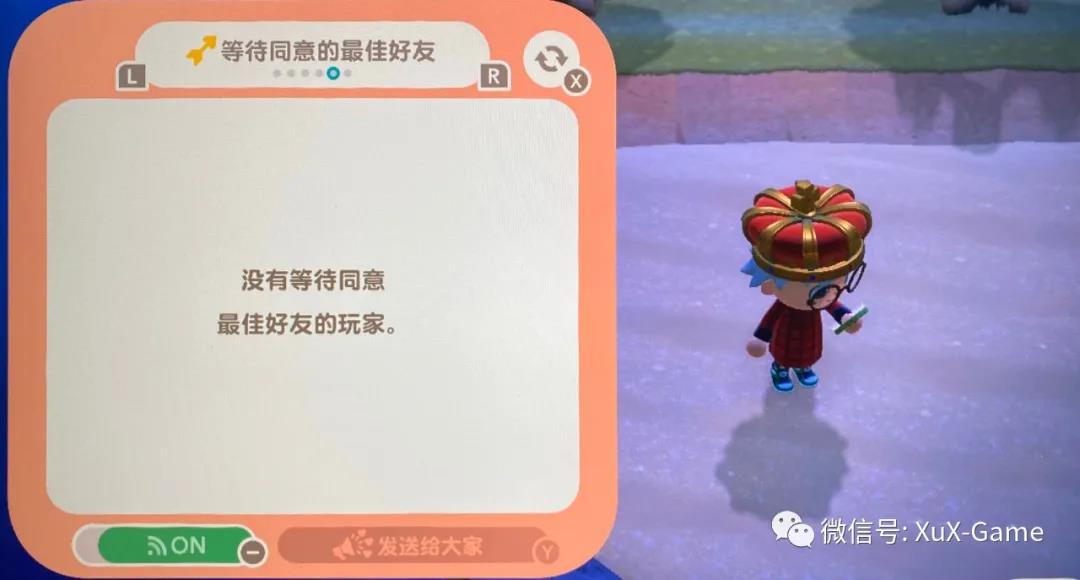 等待同意的最佳好友
L
R
X
没有等待同意
最佳好友的玩家。
ON
发送给大家
Y
微信号: XuX-Game